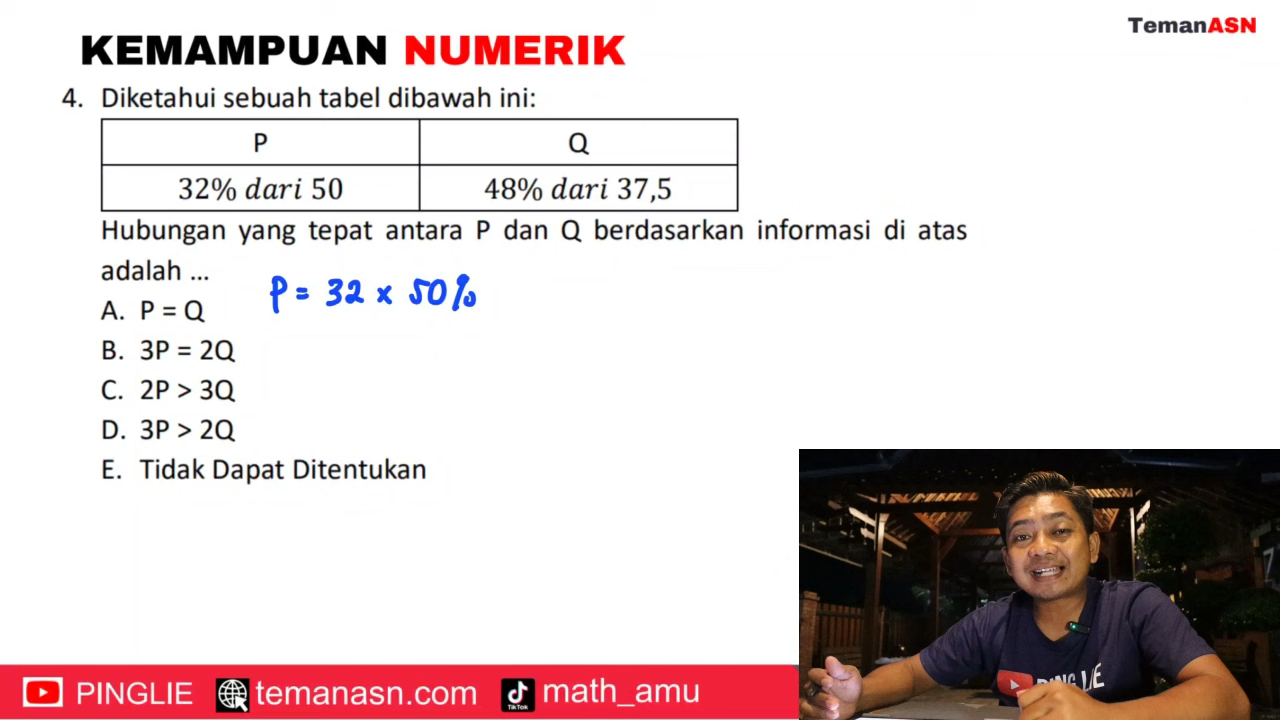 TemanASN
KEMAMPUAN NUMERIK
4. Diketahui sebuah tabel dibawah ini:
P Q
32% dari 50 48% dari 37,5
Hubungan yang tepat antara P dan Q berdasarkan informasi di atas
adalah ...
P = 32 x 50%
A. P = Q
B. 3P = 2Q
C. 2P > 3Q
D. 3P > 2Q
E. Tidak Dapat Ditentukan
PINGLIE
PINGLIE temanasn.com TikTok math_amu